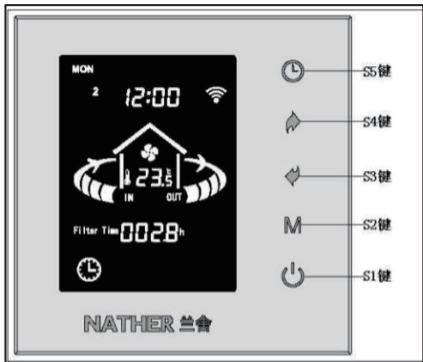 MON
2
12:00
23.5
IN OUT
Filter Time 0028h
M
NATHER 兰舍
S5键
S4键
S3键
S2键
S1键